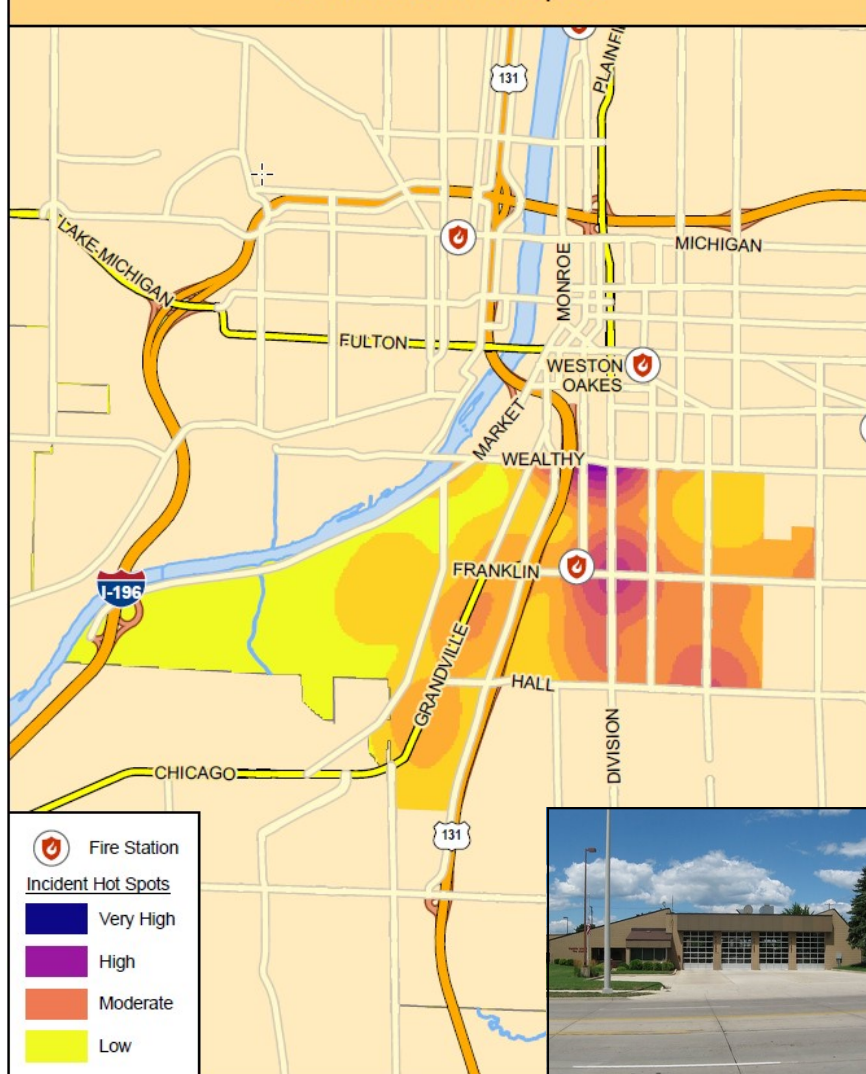 131
PLAINFI
LAKE-MICHIGAN
MONROE
MICHIGAN
FULTON
WESTON
OAKES
MARKET
WEALTHY
FRANKLIN
I-196
GRANDVILLE
HALL
DIVISION
CHICAGO
131
Fire Station
Incident Hot Spots
Very High
High
Moderate
Low